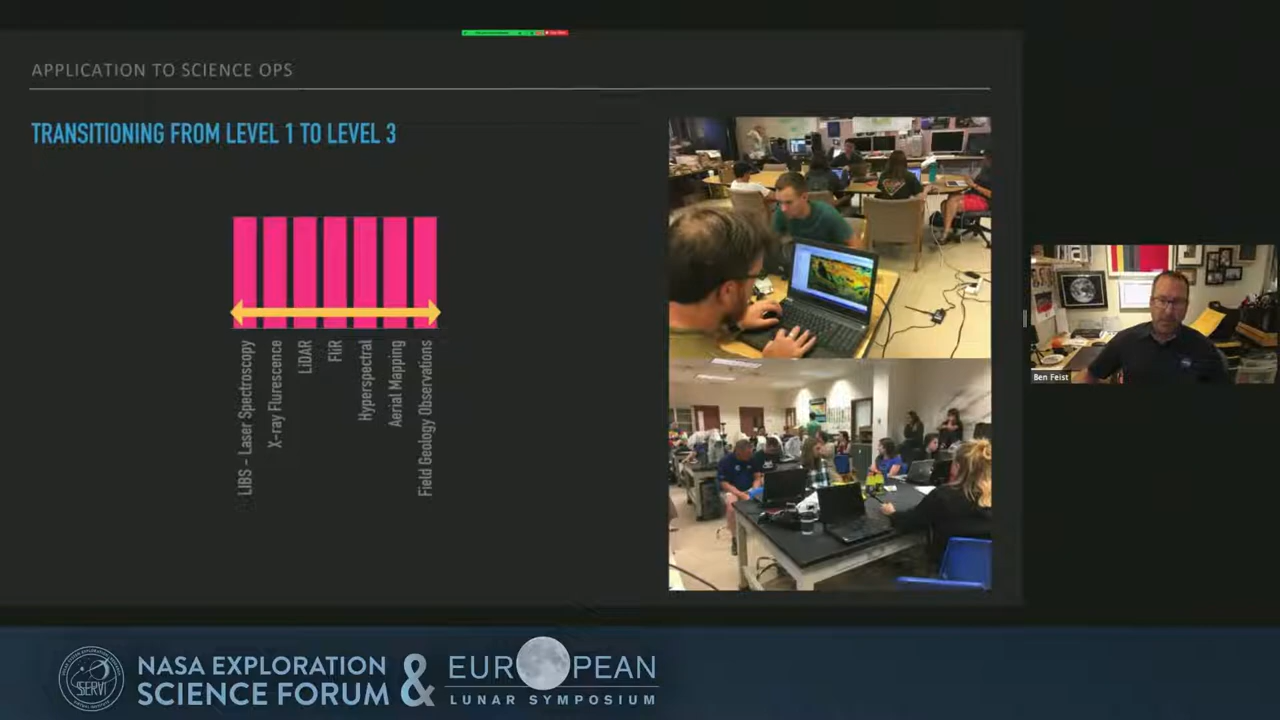 APPLICATION TO SCIENCE OPS
TRANSITIONING FROM LEVEL 1 TO LEVEL 3
LIBS – Laser Spectroscopy
X-ray Flurescence
LiDAR
FliR
Hyperspectral
Aerial Mapping
Field Geology Observations
Ben Feist
SSERVI
NASA EXPLORATION
SCIENCE FORUM
&
EUROPEAN
LUNAR SYMPOSIUM